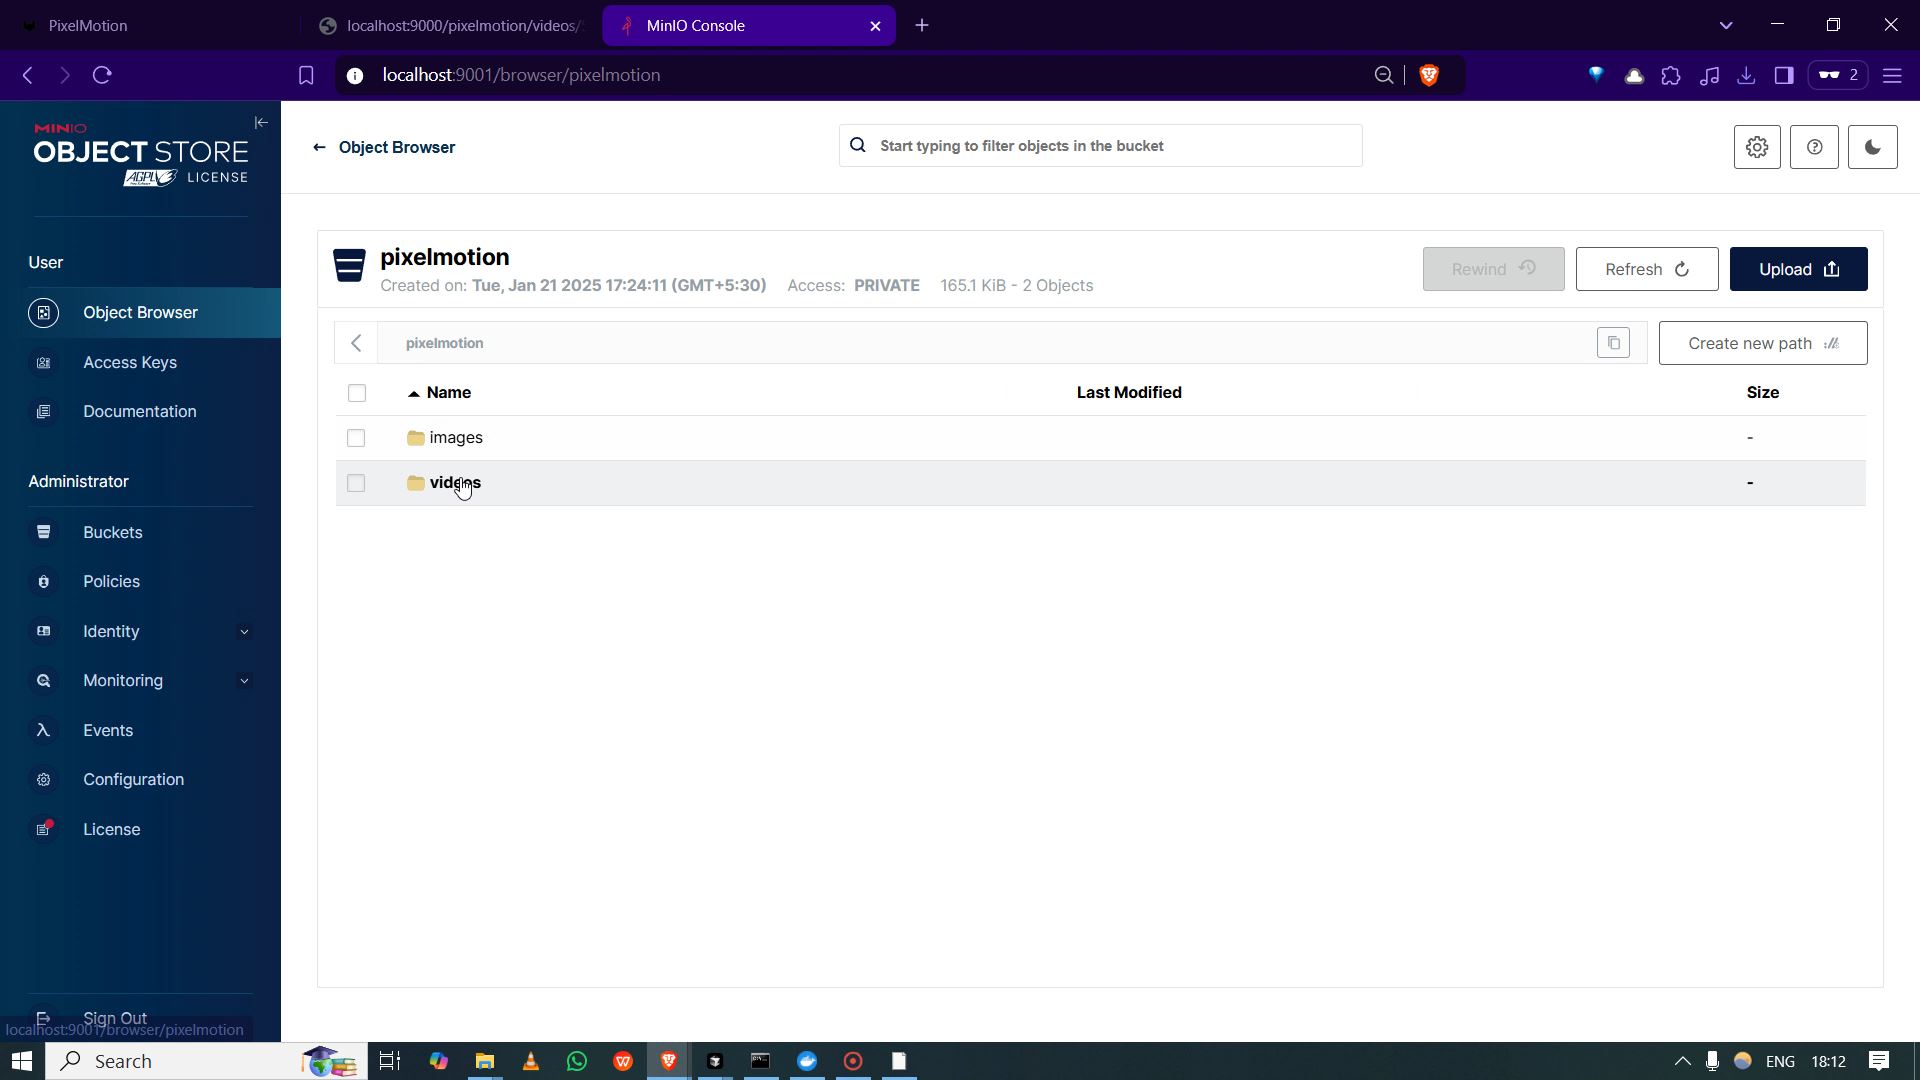 PixelMotion
localhost:9000/pixelmotion/videos/
MinIO Console
localhost:9001/browser/pixelmotion
2
MINIO
OBJECT STORE
AGPL LICENSE
Object Browser
Start typing to filter objects in the bucket
User
Object Browser
Access Keys
Documentation
Administrator
Buckets
Policies
Identity
Monitoring
Events
Configuration
License
Sign Out
localhost:9001/browser/pixelmotion
pixelmotion
Created on: Tue, Jan 21 2025 17:24:11 (GMT+5:30) Access: PRIVATE 165.1 KiB - 2 Objects
Rewind
Refresh
Upload
pixelmotion
Create new path
Name Last Modified Size
images -
videos -
Search
ENG 18:12